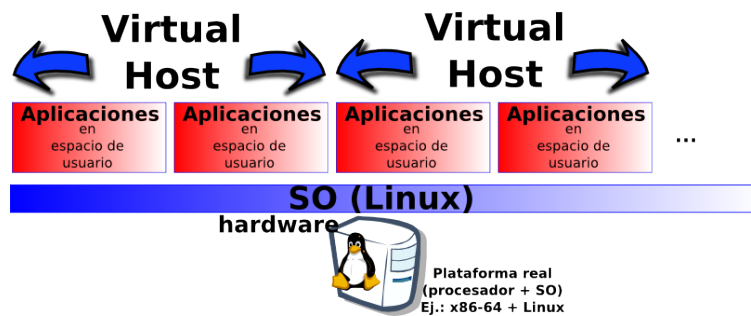 Virtual
Host
Virtual
Host
Aplicaciones
en
espacio de
usuario
Aplicaciones
en
espacio de
usuario
Aplicaciones
en
espacio de
usuario
Aplicaciones
en
espacio de
usuario
...
SO (Linux)
hardware
Plataforma real
(procesador + SO)
Ej.: x86-64 + Linux